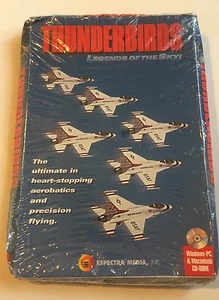 THUNDERBIRDS
LEGENDS OF THE SKY!
The
ultimate in
heart-stopping
aerobatics
and
precision
flying.
ESPECTRA MEDIA, INC.
Windows PC
& Macintosh
CD-ROM